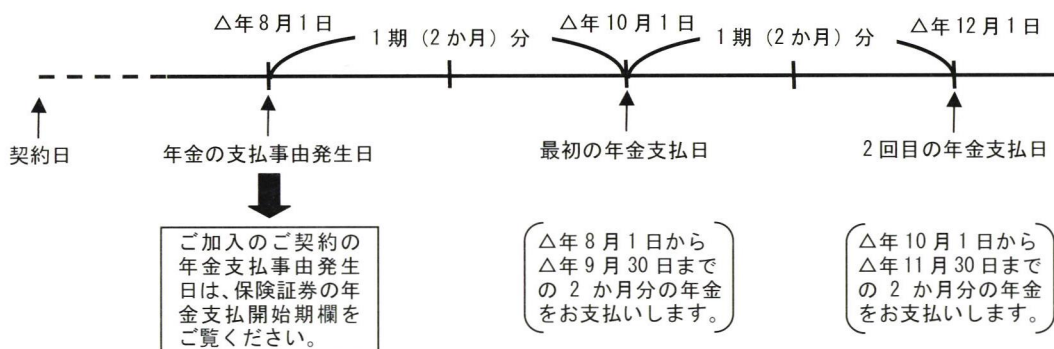 △年8月1日
1期（2か月）分
△年10月1日
1期（2か月）分
△年12月1日
契約日
年金の支払事由発生日
最初の年金支払日
2回目の年金支払日
ご加入のご契約の
年金支払事由発生
日は、保険証券の年
金支払開始期欄を
ご覧ください。
△年8月1日から
△年9月30日まで
の2か月分の年金
をお支払いします。
△年10月1日から
△年11月30日まで
の2か月分の年金
をお支払いします。